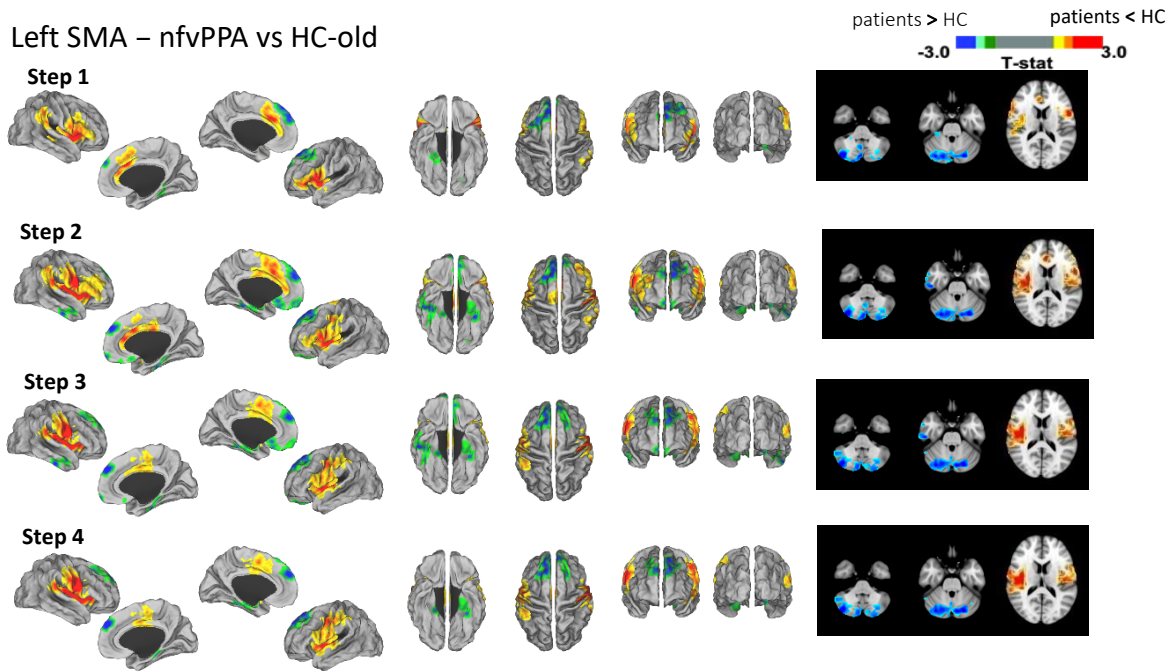 patients > HC
patients < HC
Left SMA – nfvPPA vs HC-old
-3.0
3.0
T-stat
Step 1
Step 2
Step 3
Step 4